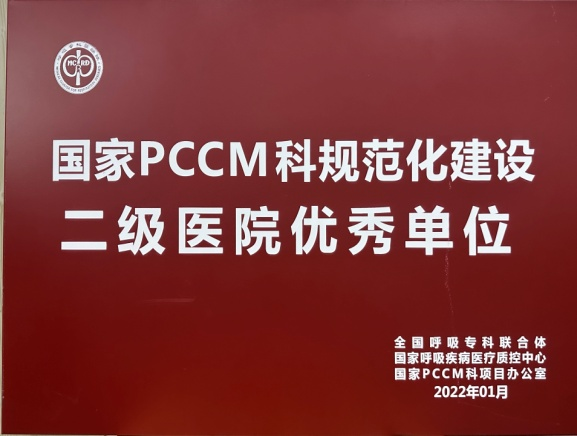 MCRD
国家PCCM科规范化建设
二级医院优秀单位
全国呼吸专科联合体
国家呼吸疾病医疗质控中心
国家PCCM科项目办公室
2022年01月